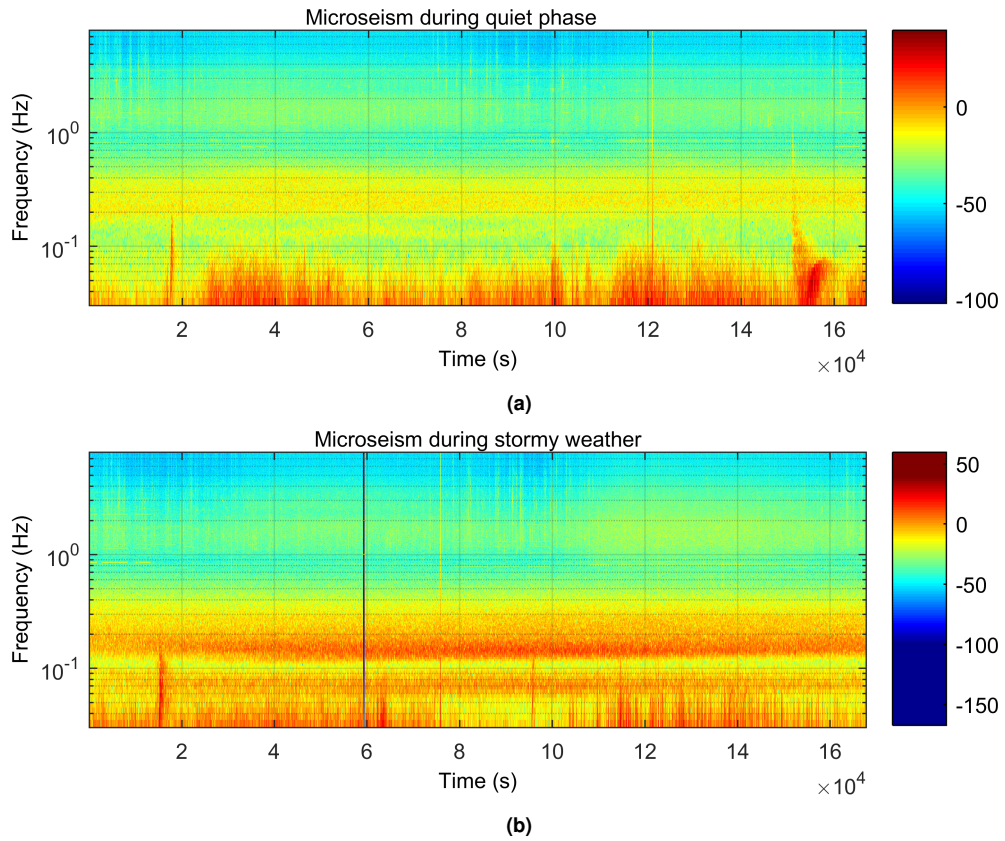 Microseism during quiet phase
Frequency (Hz)
10^0
10^-1
2 4 6 8 10 12 14 16
Time (s)
×10^4
0
-50
-100
(a)
Microseism during stormy weather
Frequency (Hz)
10^0
10^-1
2 4 6 8 10 12 14 16
Time (s)
×10^4
50
0
-50
-100
-150
(b)